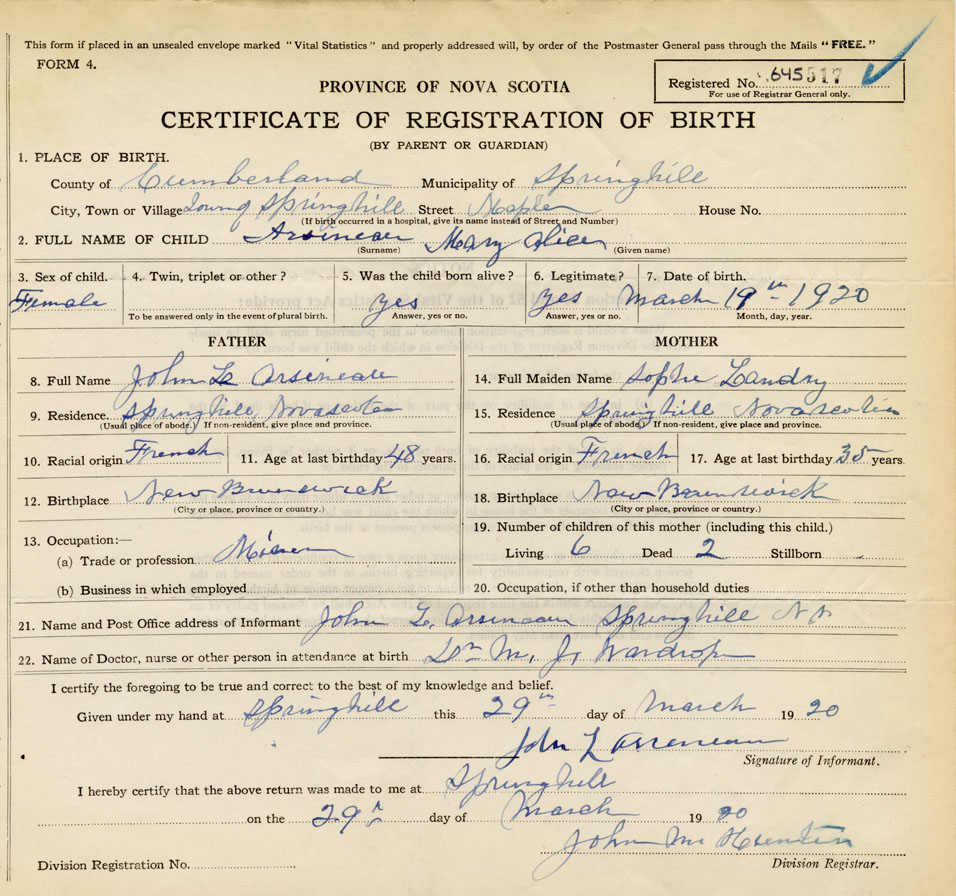 This form if placed in an unsealed envelope marked "Vital Statistics" and properly addressed will, by order of the Postmaster General pass through the Mails "FREE."
FORM 4.
PROVINCE OF NOVA SCOTIA
Registered No. 645517
For use of Registrar General only.
CERTIFICATE OF REGISTRATION OF BIRTH
(BY PARENT OR GUARDIAN)
1. PLACE OF BIRTH.
County of Cumberland Municipality of Springhill
City, Town or Village Town of Springhill Street Maple House No.
(If birth occurred in a hospital, give its name instead of Street and Number)
2. FULL NAME OF CHILD Arsineau Mary Alice
(Surname) (Given name)
3. Sex of child. 4. Twin, triplet or other? 5. Was the child born alive? 6. Legitimate? 7. Date of birth.
Female yes yes March 19th 1920
To be answered only in the event of plural birth. Answer, yes or no. Answer, yes or no. Month, day, year.
FATHER MOTHER
8. Full Name John L Arsineau 14. Full Maiden Name Sophie Landry
9. Residence. Springhill Novascotia 15. Residence Springhill Novascotia
(Usual place of abode.) If non-resident, give place and province. (Usual place of abode.) If non-resident, give place and province.
10. Racial origin French 11. Age at last birthday 48 years. 16. Racial origin French 17. Age at last birthday 35 years.
12. Birthplace New Brunswick 18. Birthplace New Brunswick
(City or place, province or country.) (City or place, province or country.)
13. Occupation:— 19. Number of children of this mother (including this child.)
(a) Trade or profession Miner Living 6 Dead 2 Stillborn
(b) Business in which employed 20. Occupation, if other than household duties
21. Name and Post Office address of Informant John L. Arsineau Springhill
22. Name of Doctor, nurse or other person in attendance at birth Dr M. J. Wardrope
I certify the foregoing to be true and correct to the best of my knowledge and belief.
Given under my hand at Springhill this 29th day of March 1920
John L Arseneau
Signature of Informant.
I hereby certify that the above return was made to me at Springhill
on the 29th day of March 1920
John M
Division Registration No. Division Registrar.